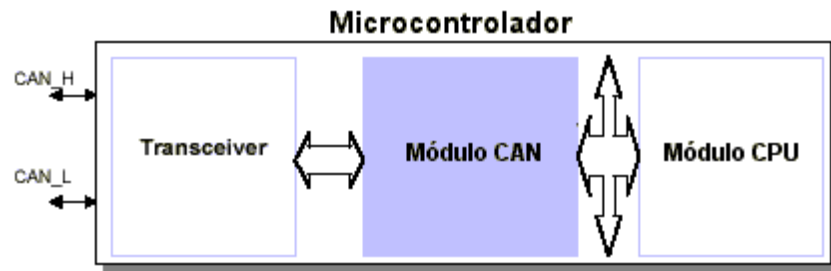 Microcontrolador
CAN_H
Transceiver
Módulo CAN
Módulo CPU
CAN_L